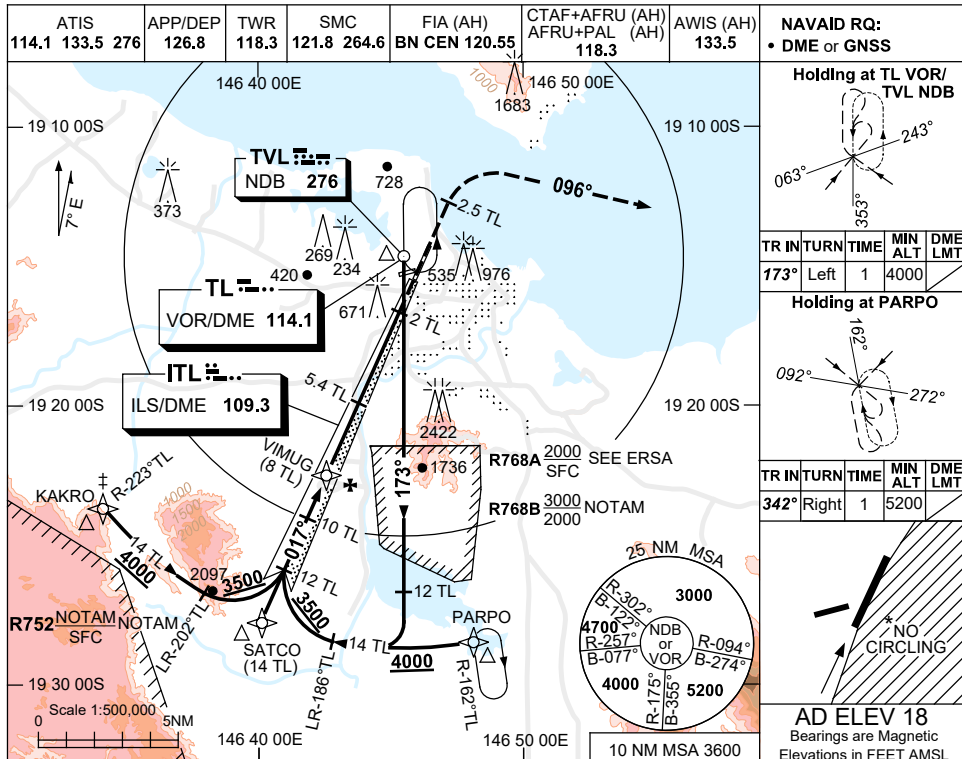 ATIS
114.1 133.5 276
APP/DEP
126.8
TWR
118.3
SMC
121.8 264.6
FIA (AH)
BN CEN 120.55
CTAF+AFRU (AH)
AFRU+PAL (AH)
118.3
AWIS (AH)
133.5
NAVAID RQ:
• DME or GNSS
146 40 00E
146 50 00E
1000
1683
19 10 00S
19 10 00S
7° E
373
TVL
NDB 276
728
096°
2.5 TL
269
234
420
535
976
671
TL
VOR/DME 114.1
2 TL
ITL
ILS/DME 109.3
5.4 TL
19 20 00S
19 20 00S
2422
1736
173°
VIMUG
(8 TL)
R768A 2000
SFC
SEE ERSA
R768B 3000
2000
NOTAM
KAKRO
‡
R-223°TL
1000
1500
2000
14 TL
4000
10 TL
017°
12 TL
2097
3500
3500
12 TL
R752 NOTAM
SFC
NOTAM
LR-202°TL
SATCO
(14 TL)
LR-186°TL
14 TL
4000
PARPO
R-162°TL
19 30 00S
Scale 1:500,000
0
5NM
146 40 00E
146 50 00E
25 NM MSA
3000
R-302°
B-122°
4700
R-257°
B-077°
NDB
or
VOR
R-094°
B-274°
4000
R-175°
B-355°
5200
10 NM MSA 3600
Holding at TL VOR/
TVL NDB
243°
063°
353°
TR IN TURN TIME MIN ALT DME LMT
173° Left 1 4000
Holding at PARPO
162°
092°
272°
TR IN TURN TIME MIN ALT DME LMT
342° Right 1 5200
*NO
CIRCLING
AD ELEV 18
Bearings are Magnetic
Elevations in FEET AMSL